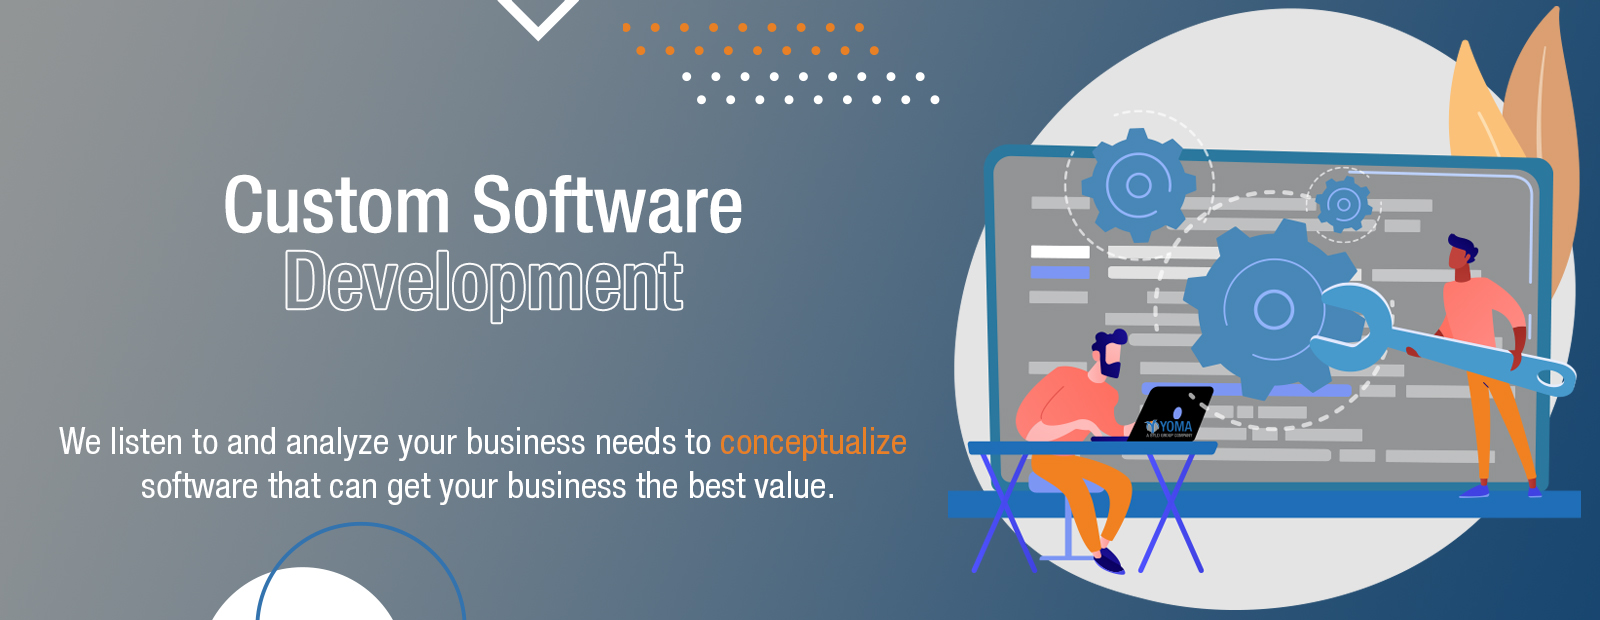 Custom Software
Development
We listen to and analyze your business needs to conceptualize
software that can get your business the best value.
YOMA